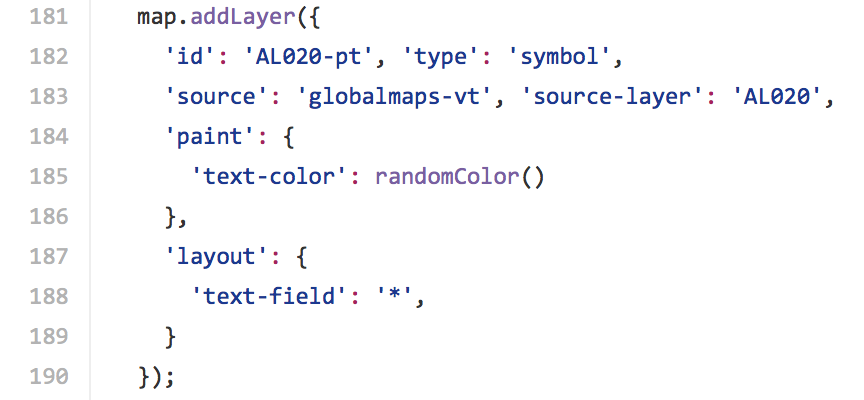 181 map.addLayer({
182 'id': 'AL020-pt', 'type': 'symbol',
183 'source': 'globalmaps-vt', 'source-layer': 'AL020',
184 'paint': {
185 'text-color': randomColor()
186 },
187 'layout': {
188 'text-field': '*',
189 }
190 });